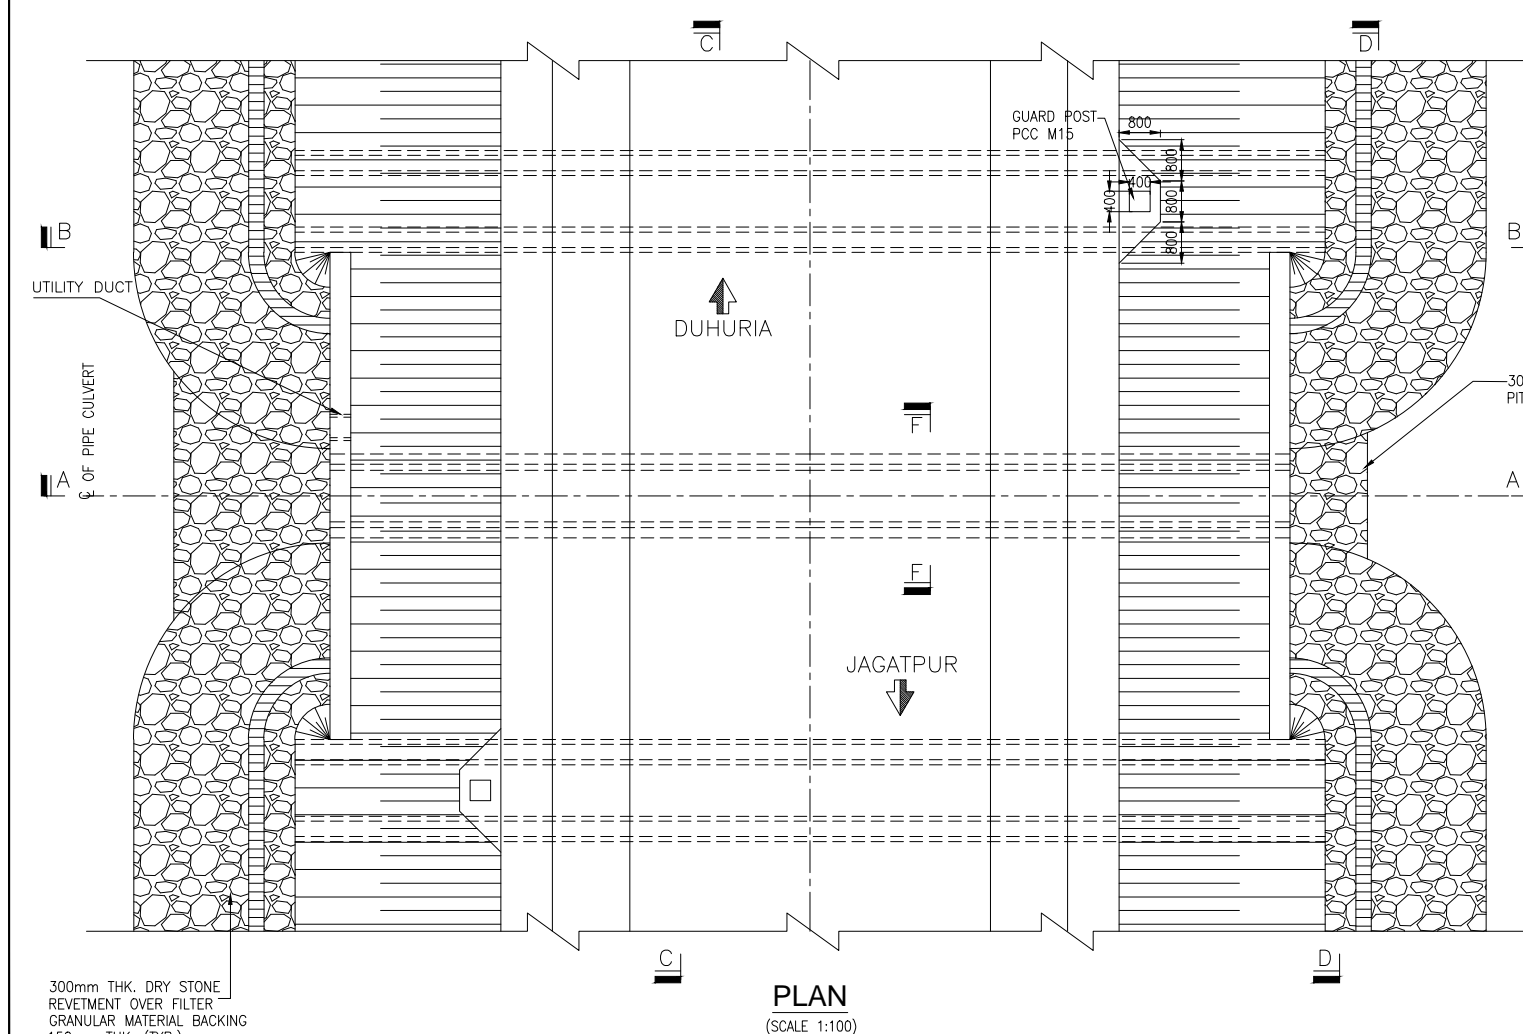 C
D
GUARD POST
PCC M15
800
800
400
400
800
800
B
B
UTILITY DUCT
DUHURIA
℄ OF PIPE CULVERT
30
PIT
F
A
A
F
JAGATPUR
C
D
300mm THK. DRY STONE
REVETMENT OVER FILTER
GRANULAR MATERIAL BACKING
PLAN
(SCALE 1:100)